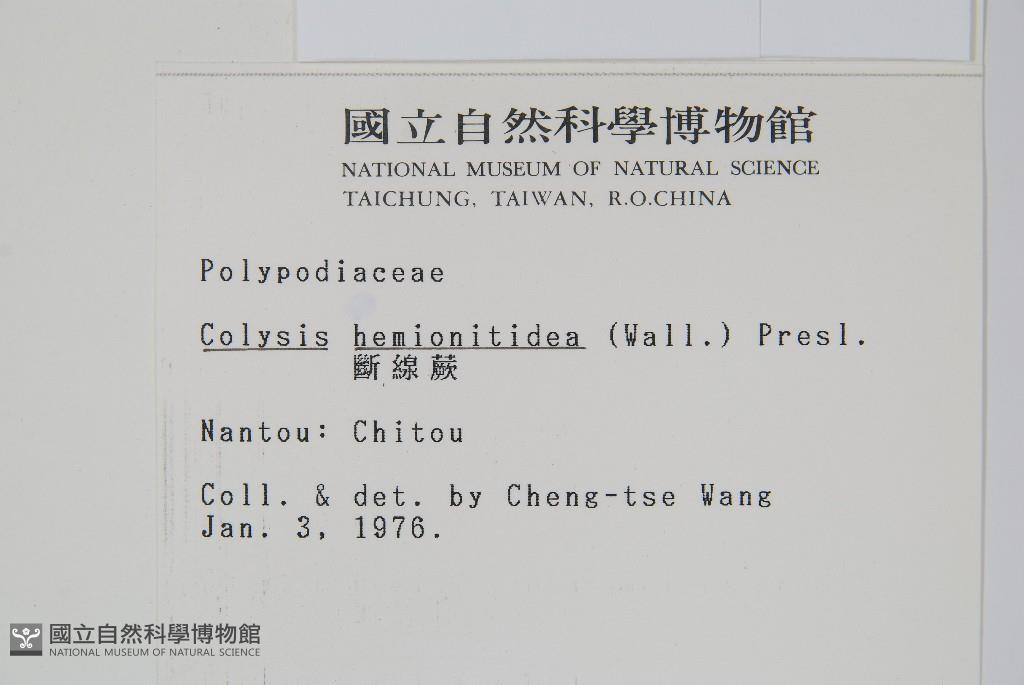 國立自然科學博物館
NATIONAL MUSEUM OF NATURAL SCIENCE
TAICHUNG, TAIWAN, R.O.CHINA
Polypodiaceae
Colysis hemionitidea (Wall.) Presl.
斷線蕨
Nantou: Chitou
Coll. & det. by Cheng-tse Wang
Jan. 3, 1976.
國立自然科學博物館
NATIONAL MUSEUM OF NATURAL SCIENCE